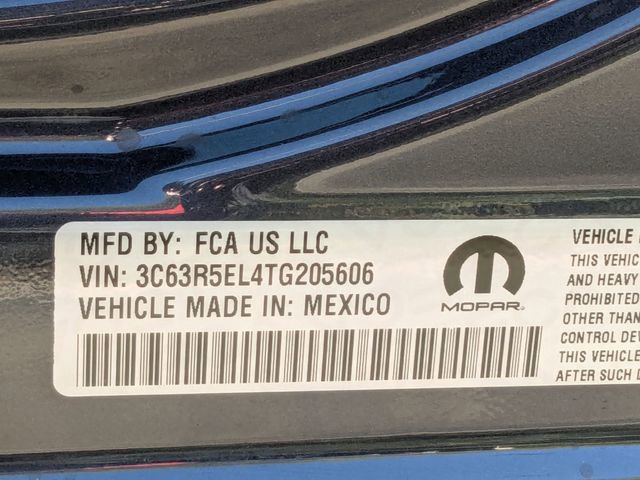 MFD BY: FCA US LLC
VIN: 3C63R5EL4TG205606
VEHICLE MADE IN: MEXICO
MOPAR
VEHICLE
THIS VEHIC
AND HEAVY
PROHIBITED
OTHER THAN
CONTROL DEV
THIS VEHICLE
AFTER SUCH D